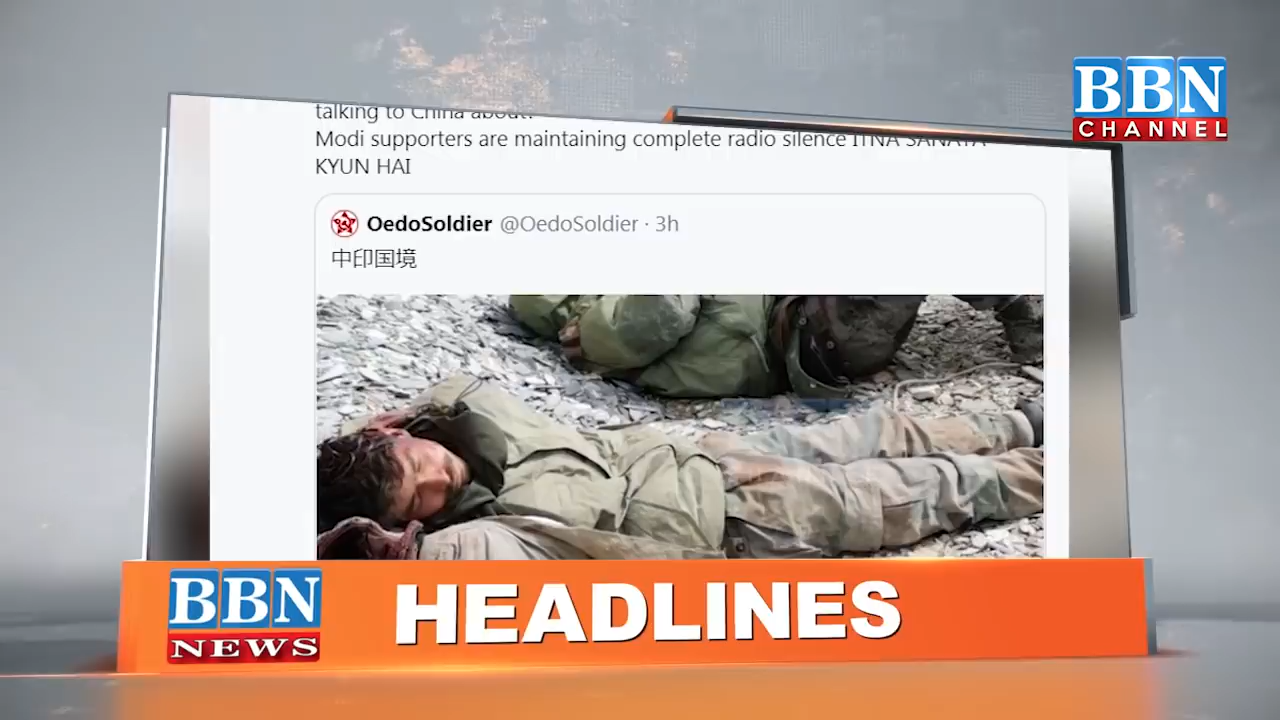 BBN
CHANNEL
talking to China about?
Modi supporters are maintaining complete radio silence ITNA SANATA
KYUN HAI
OedoSoldier @OedoSoldier · 3h
中印国境
BBN
NEWS
HEADLINES